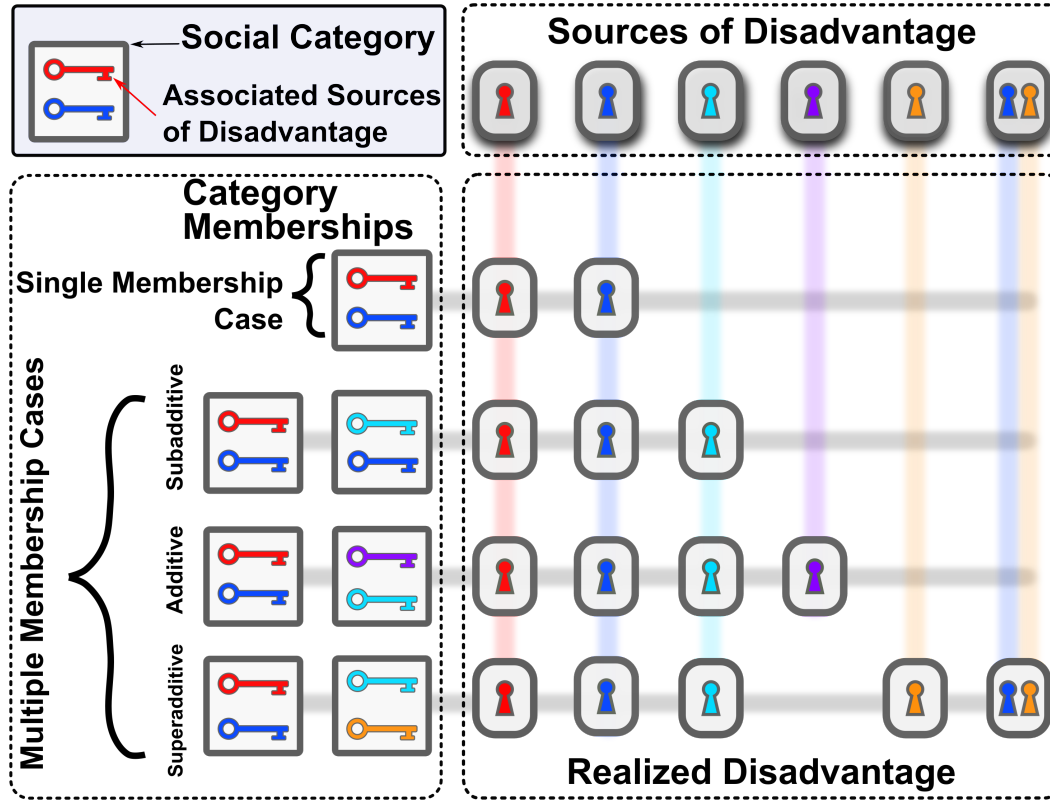 Social Category
Associated Sources
of Disadvantage
Sources of Disadvantage
Category
Memberships
Single Membership
Case
Multiple Membership Cases
Subadditive
Additive
Superadditive
Realized Disadvantage